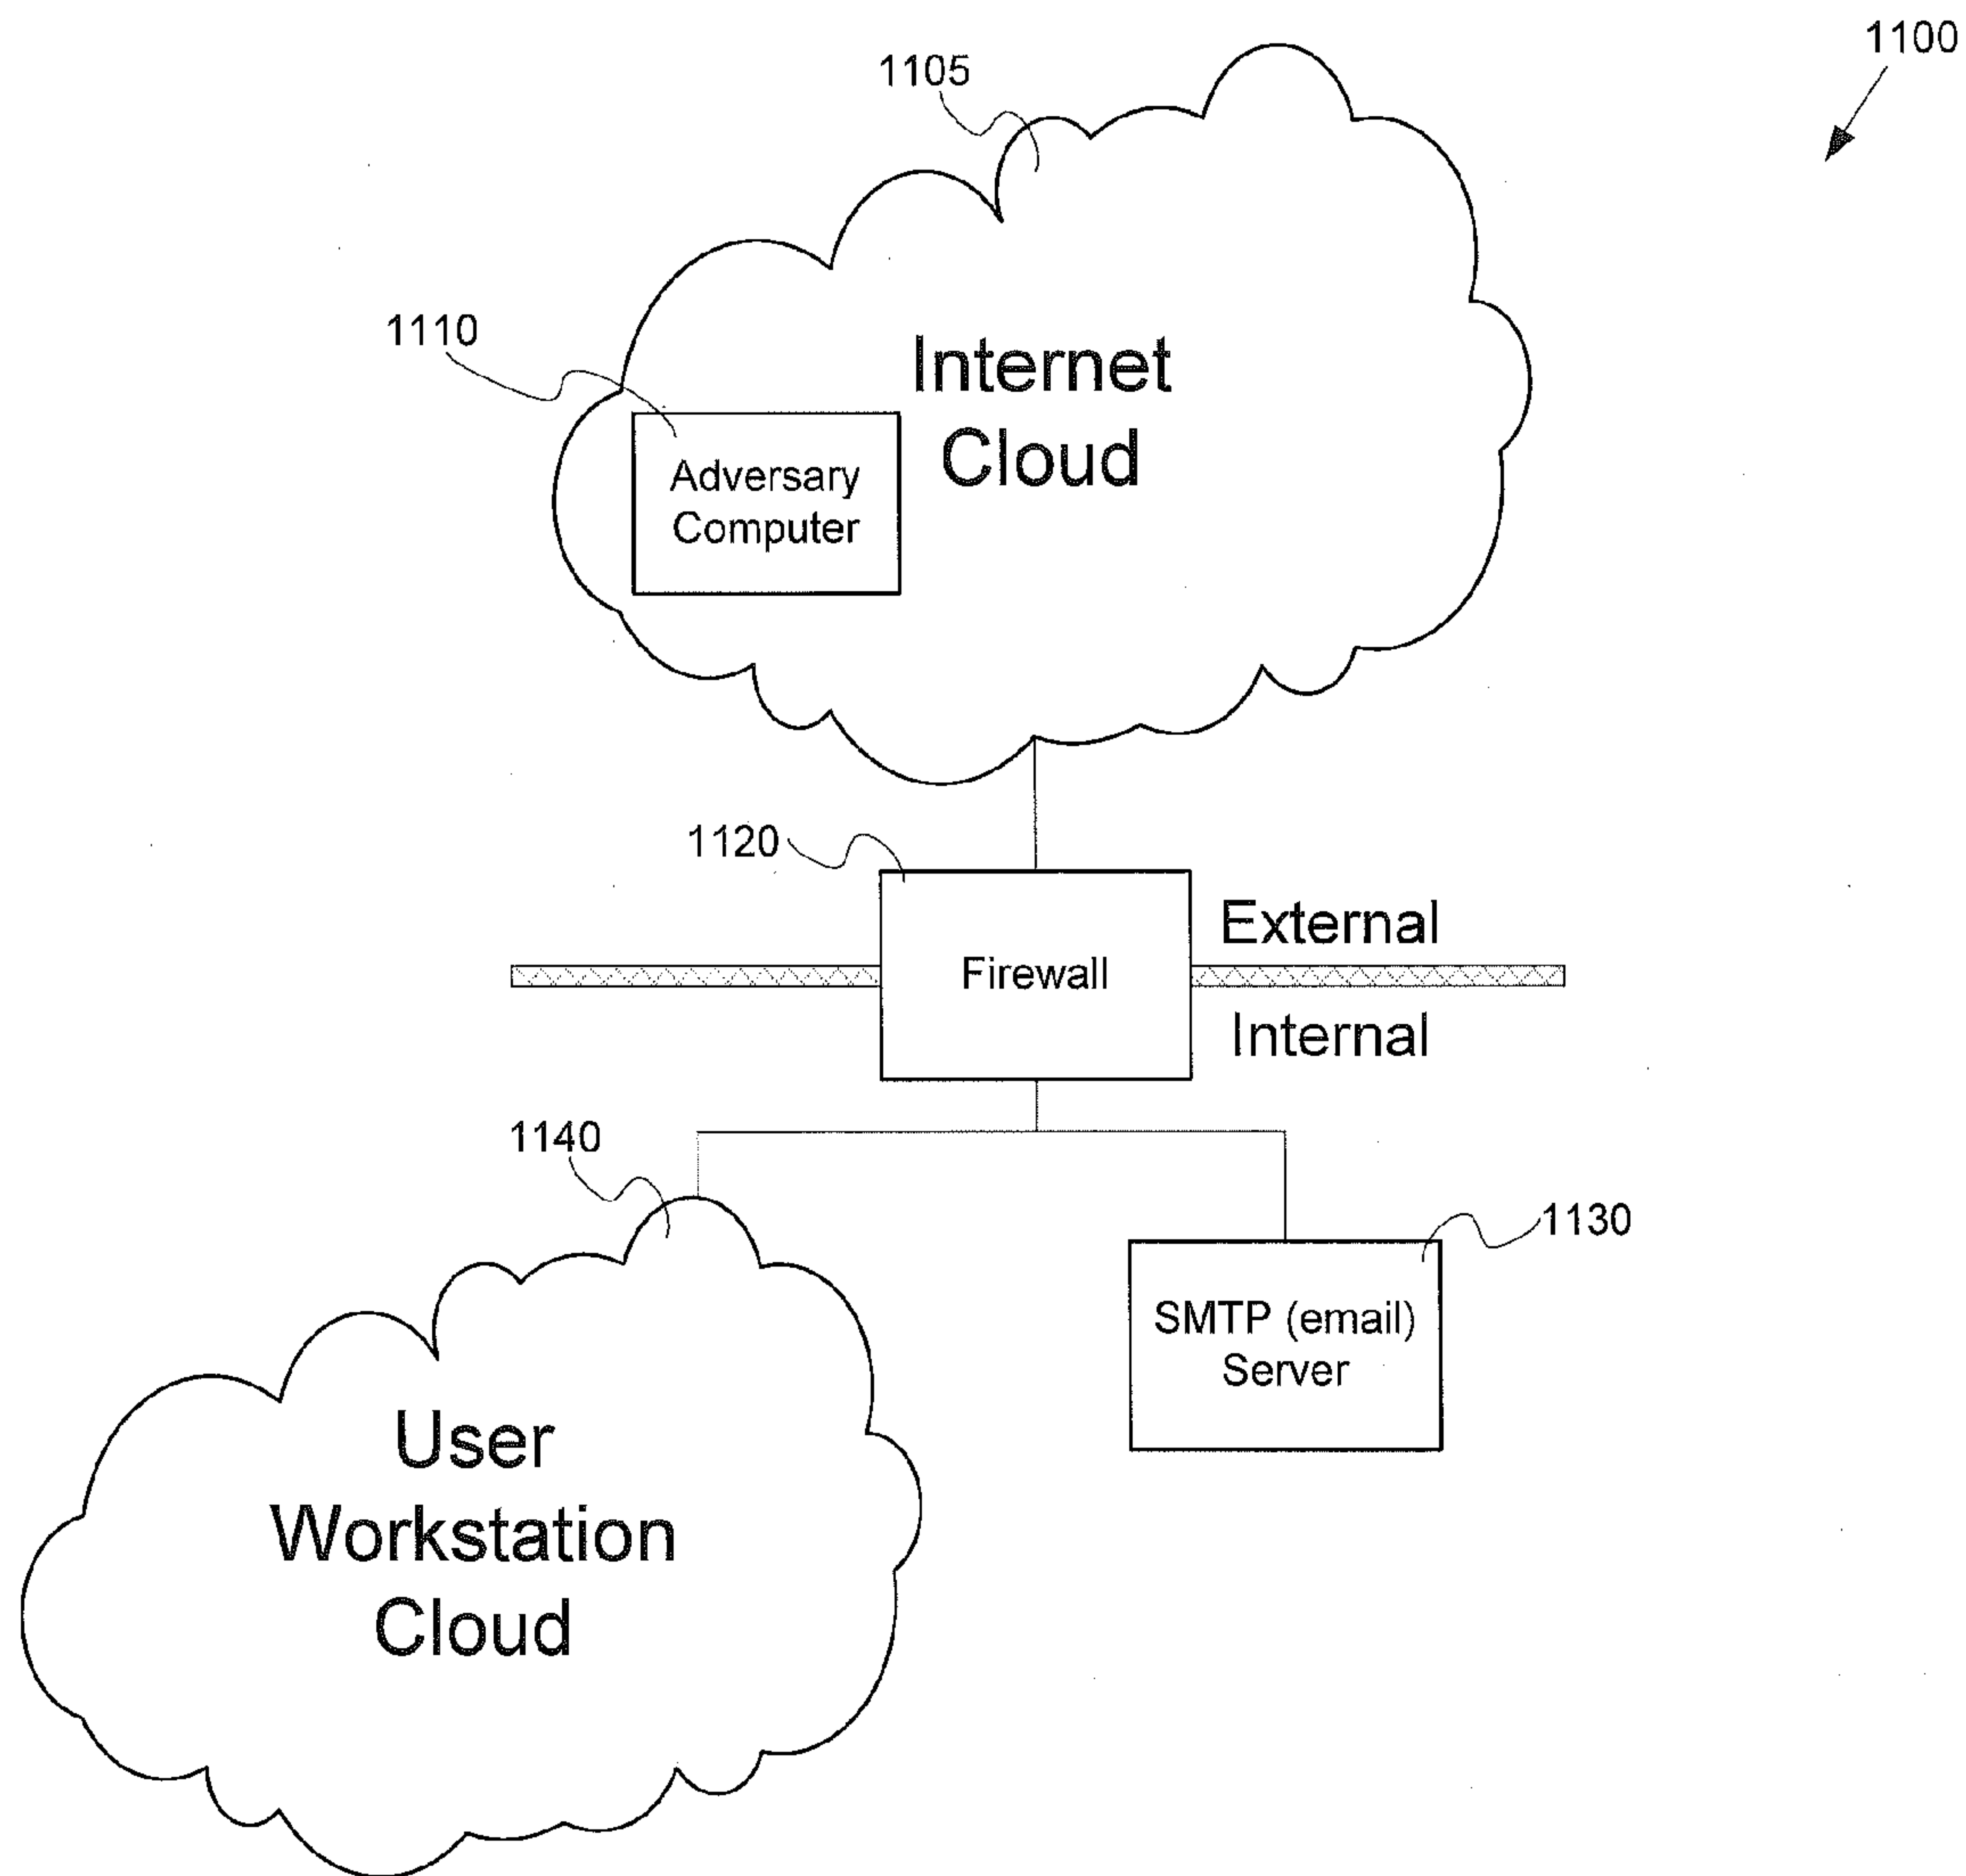 1100
1105
1110
Internet
Cloud
Adversary
Computer
1120
External
Firewall
Internal
1140
1130
SMTP (email)
Server
User
Workstation
Cloud